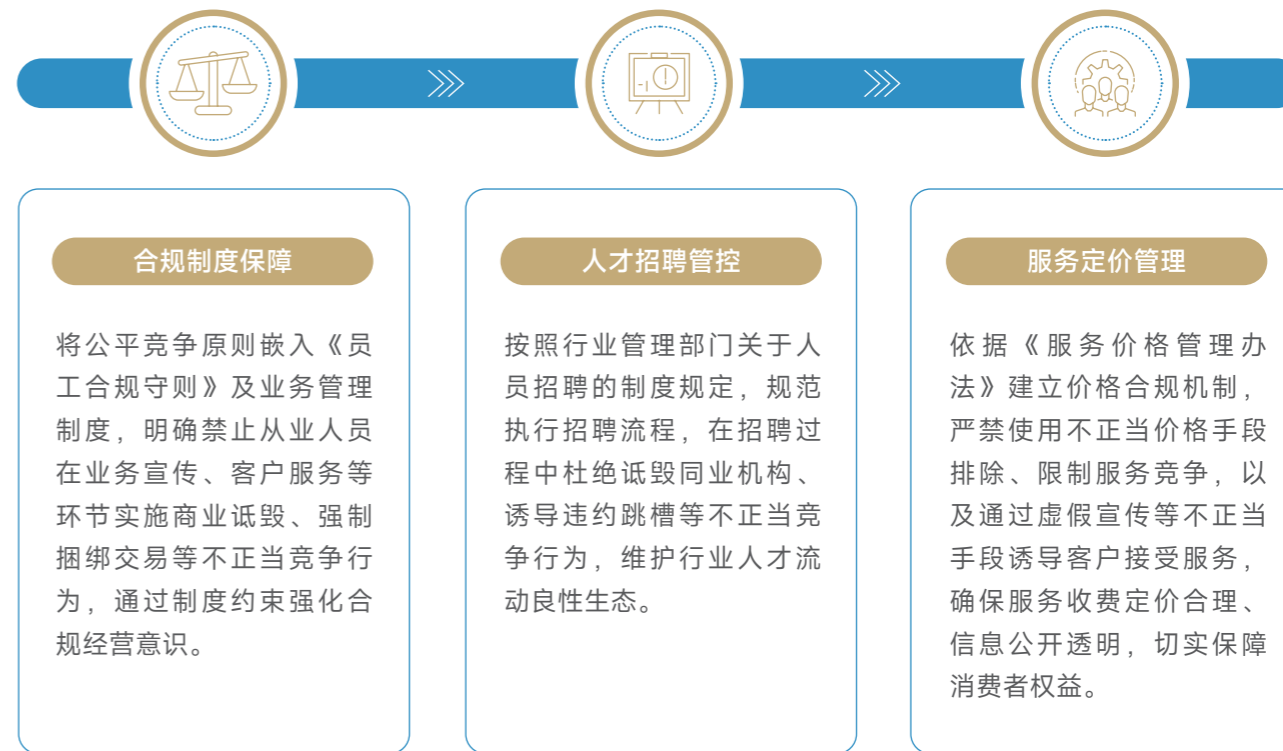 合规制度保障
将公平竞争原则嵌入《员
工合规守则》及业务管理
制度，明确禁止从业人员
在业务宣传、客户服务等
环节实施商业诋毁、强制
捆绑交易等不正当竞争行
为，通过制度约束强化合
规经营意识。
人才招聘管控
按照行业管理部门关于人
员招聘的制度规定，规范
执行招聘流程，在招聘过
程中杜绝诋毁同业机构、
诱导违约跳槽等不正当竞
争行为，维护行业人才流
动良性生态。
服务定价管理
依据《服务价格管理办
法》建立价格合规机制，
严禁使用不正当价格手段
排除、限制服务竞争，以
及通过虚假宣传等不正当
手段诱导客户接受服务，
确保服务收费定价合理、
信息公开透明，切实保障
消费者权益。